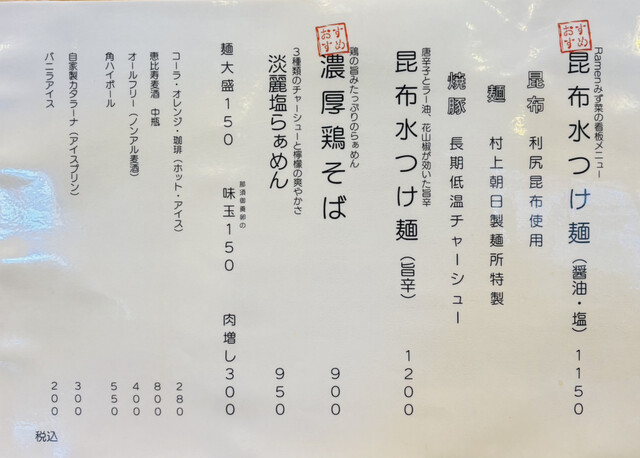 おすすめ
Ramenみず菜の看板メニュー
昆布水つけ麺（醤油・塩）1150
昆布 利尻昆布使用
麺 村上朝日製麺所特製
焼豚 長期低温チャーシュー
唐辛子とラー油、花山椒が効いた旨辛
昆布水つけ麺（旨辛）1200
おすすめ
鶏の旨みたっぷりのらぁめん
濃厚鶏そば 900
3種類のチャーシューと檸檬の爽やかさ
淡麗塩らぁめん 950
麺大盛150 那須御養卵の味玉150 肉増し300
コーラ・オレンジ・珈琲（ホット・アイス）280
恵比寿麦酒 中瓶 800
オールフリー（ノンアル麦酒）400
角ハイボール 550
自家製カタラーナ（アイスプリン）300
バニラアイス 200
税込